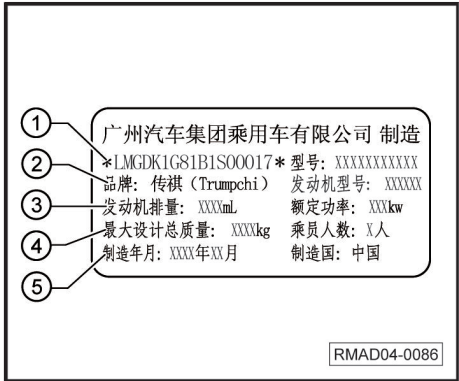 广州汽车集团乘用车有限公司 制造
① *LMGDK1G81B1S00017* 型号: XXXXXXXXXXX
② 品牌: 传祺 (Trumpchi) 发动机型号: XXXXXX
③ 发动机排量: XXXXmL 额定功率: XXXkw
④ 最大设计总质量: XXXXkg 乘员人数: X人
⑤ 制造年月: XXXX年XX月 制造国: 中国
RMAD04-0086